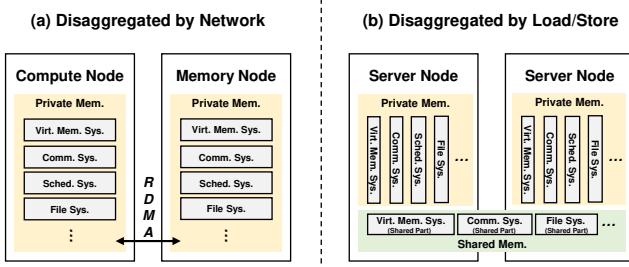 (a) Disaggregated by Network
Compute Node
Private Mem.
Virt. Mem. Sys.
Comm. Sys.
Sched. Sys.
File Sys.
⋮
RDMA
Memory Node
Private Mem.
Virt. Mem. Sys.
Comm. Sys.
Sched. Sys.
File Sys.
⋮
(b) Disaggregated by Load/Store
Server Node
Private Mem.
Virt. Mem. Sys.
Comm. Sys.
Sched. Sys.
File Sys.
...
Server Node
Private Mem.
Virt. Mem. Sys.
Comm. Sys.
Sched. Sys.
File Sys.
...
Virt. Mem. Sys.
(Shared Part)
Comm. Sys.
(Shared Part)
File Sys.
(Shared Part)
...
Shared Mem.